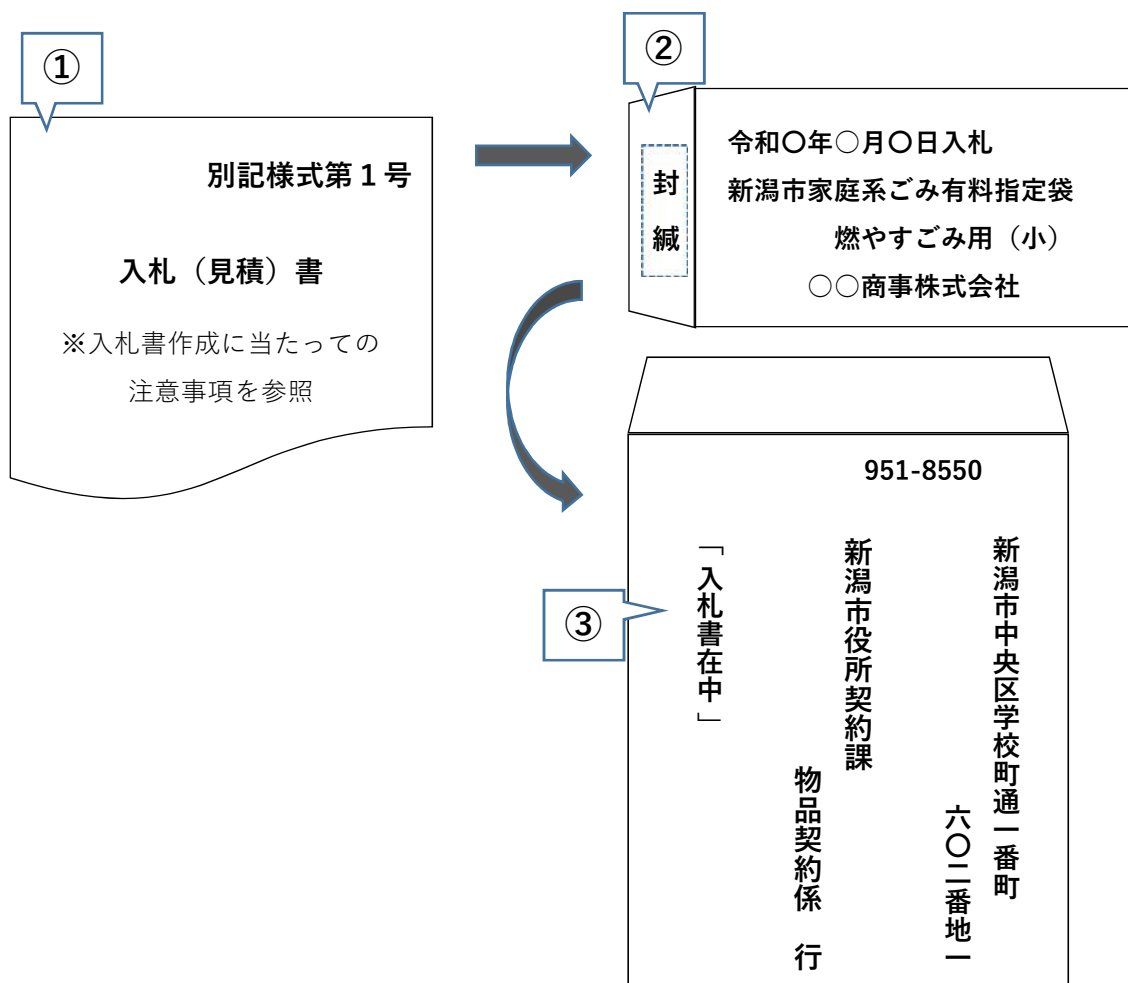 ①
別記様式第１号
入札（見積）書
※入札書作成に当たっての
注意事項を参照
②
封緘
令和〇年○月〇日入札
新潟市家庭系ごみ有料指定袋
燃やすごみ用（小）
○○商事株式会社
③
951-8550
新潟市中央区学校町通一番町
六〇二番地一
新潟市役所契約課
物品契約係　行
「入札書在中」